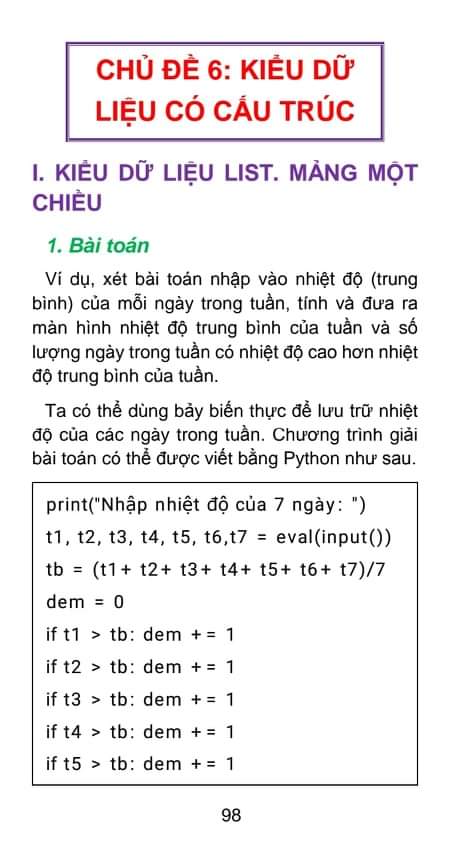 CHỦ ĐỀ 6: KIỂU DỮ
LIỆU CÓ CẤU TRÚC
I. KIỂU DỮ LIỆU LIST. MẢNG MỘT
CHIỀU
1. Bài toán
Ví dụ, xét bài toán nhập vào nhiệt độ (trung
bình) của mỗi ngày trong tuần, tính và đưa ra
màn hình nhiệt độ trung bình của tuần và số
lượng ngày trong tuần có nhiệt độ cao hơn nhiệt
độ trung bình của tuần.
Ta có thể dùng bảy biến thực để lưu trữ nhiệt
độ của các ngày trong tuần. Chương trình giải
bài toán có thể được viết bằng Python như sau.
print("Nhập nhiệt độ của 7 ngày: ")
t1, t2, t3, t4, t5, t6,t7 = eval(input())
tb = (t1+ t2+ t3+ t4+ t5+ t6+ t7)/7
dem = 0
if t1 > tb: dem += 1
if t2 > tb: dem += 1
if t3 > tb: dem += 1
if t4 > tb: dem += 1
if t5 > tb: dem += 1
98